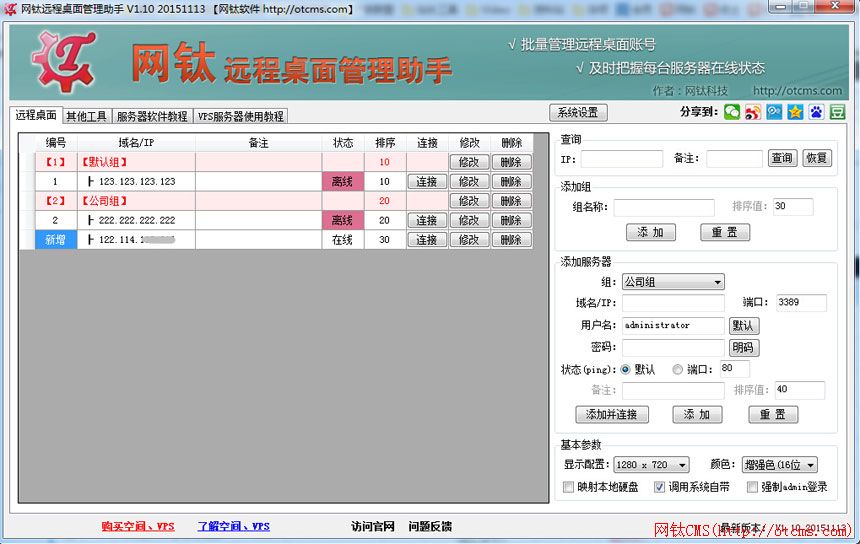 网钛远程桌面管理助手 V1.10 20151113 【网钛软件 http://otcms.com】
网钛 远程桌面管理助手
√ 批量管理远程桌面账号
√ 及时把握每台服务器在线状态
作者：网钛科技 http://otcms.com
远程桌面 其他工具 服务器软件教程 VPS服务器使用教程 系统设置 分享到：
编号 域名/IP 备注 状态 排序 连接 修改 删除
【1】 【默认组】 10 修改 删除
1 ┣ 123.123.123.123 离线 10 连接 修改 删除
【2】 【公司组】 20 修改 删除
2 ┣ 222.222.222.222 离线 20 连接 修改 删除
新增 ┣ 122.114. 在线 30 连接 修改 删除
查询
IP: 备注: 查询 恢复
添加组
组名称: 排序值: 30
添 加 重 置
添加服务器
组: 公司组
域名/IP: 端口: 3389
用户名: administrator 默认
密码: 明码
状态(ping): 默认 端口: 80
备注: 排序值: 40
添加并连接 添 加 重 置
基本参数
显示配置: 1280 x 720 颜色: 增强色(16位
映射本地硬盘 调用系统自带 强制admin登录
购买空间、VPS 了解空间、VPS 访问官网 问题反馈 最新版本: V1.10 20151113
网钛CMS(http://otcms.com)